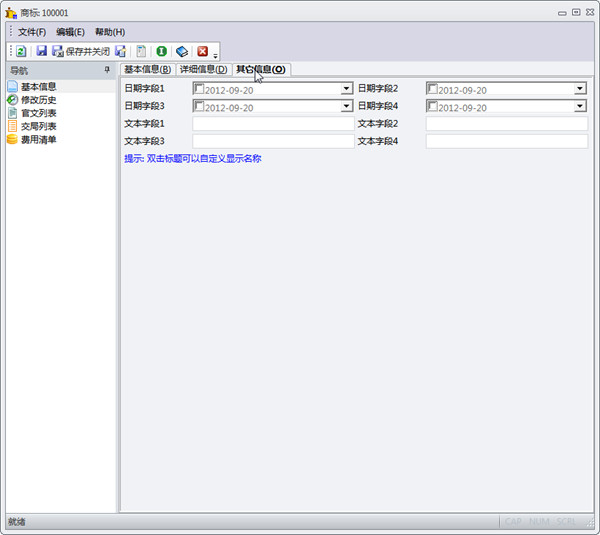 商标: 100001
文件(F) 编辑(E) 帮助(H)
保存并关闭
导航
基本信息(B) 详细信息(D) 其它信息(O)
基本信息
修改历史
官文列表
交局列表
费用清单
日期字段1 2012-09-20 日期字段2 2012-09-20
日期字段3 2012-09-20 日期字段4 2012-09-20
文本字段1 文本字段2
文本字段3 文本字段4
提示: 双击标题可以自定义显示名称
就绪 CAP NUM SCRL